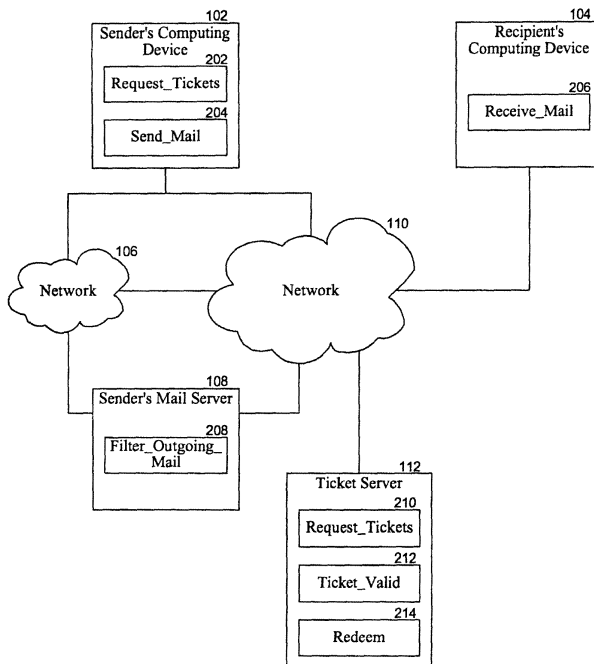 102
Sender's Computing
Device
202
Request_Tickets
204
Send_Mail
104
Recipient's
Computing Device
206
Receive_Mail
106
Network
110
Network
108
Sender's Mail Server
208
Filter_Outgoing_
Mail
112
Ticket Server
210
Request_Tickets
212
Ticket_Valid
214
Redeem